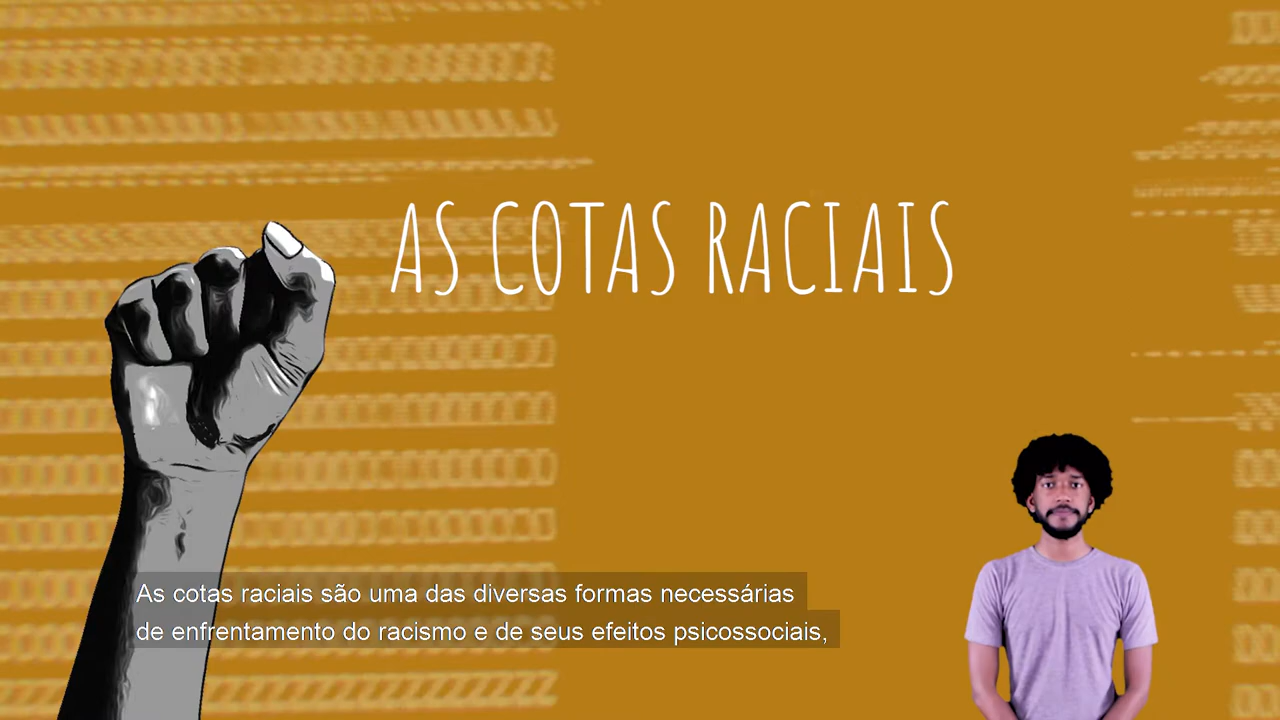 AS COTAS RACIAIS
As cotas raciais são uma das diversas formas necessárias
de enfrentamento do racismo e de seus efeitos psicossociais,